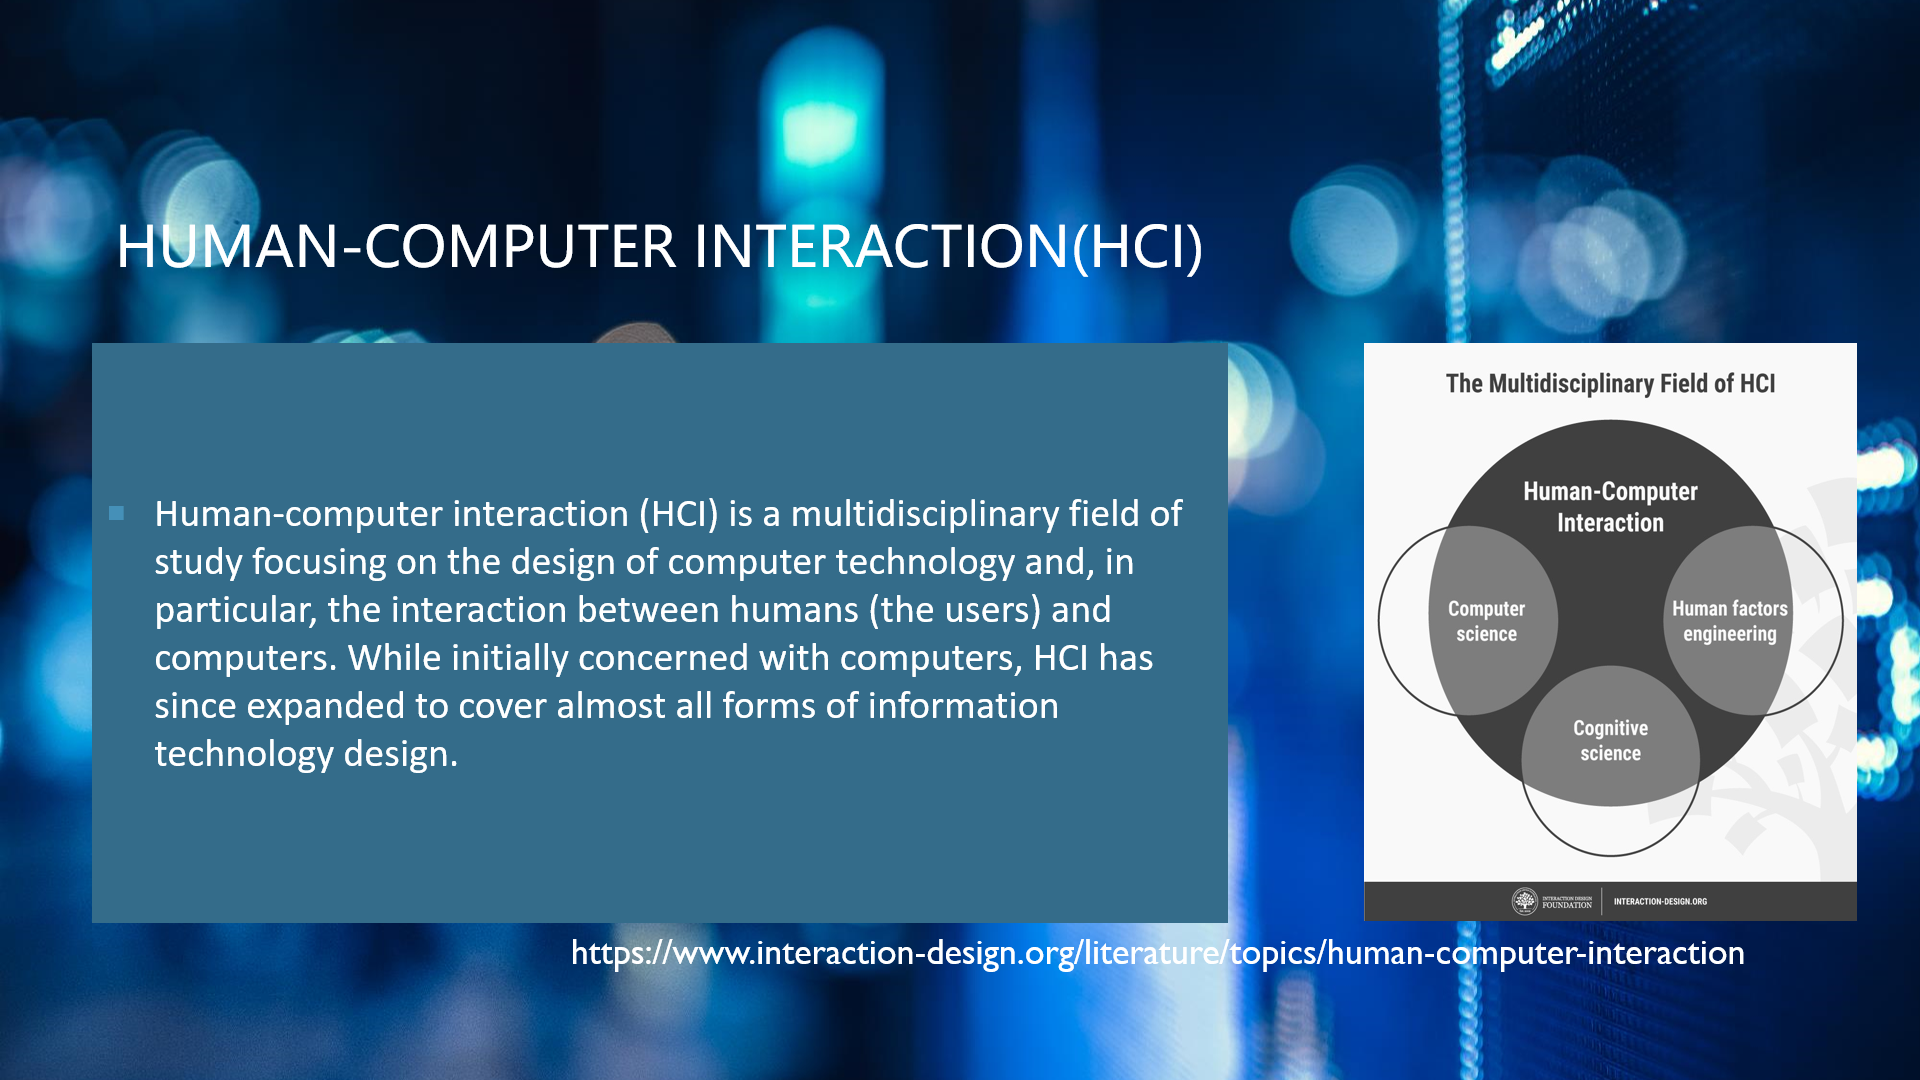 HUMAN-COMPUTER INTERACTION(HCI)
Human-computer interaction (HCI) is a multidisciplinary field of
study focusing on the design of computer technology and, in
particular, the interaction between humans (the users) and
computers. While initially concerned with computers, HCI has
since expanded to cover almost all forms of information
technology design.
The Multidisciplinary Field of HCI
Human-Computer
Interaction
Computer
science
Human factors
engineering
Cognitive
science
INTERACTION DESIGN
FOUNDATION
INTERACTION-DESIGN.ORG
https://www.interaction-design.org/literature/topics/human-computer-interaction